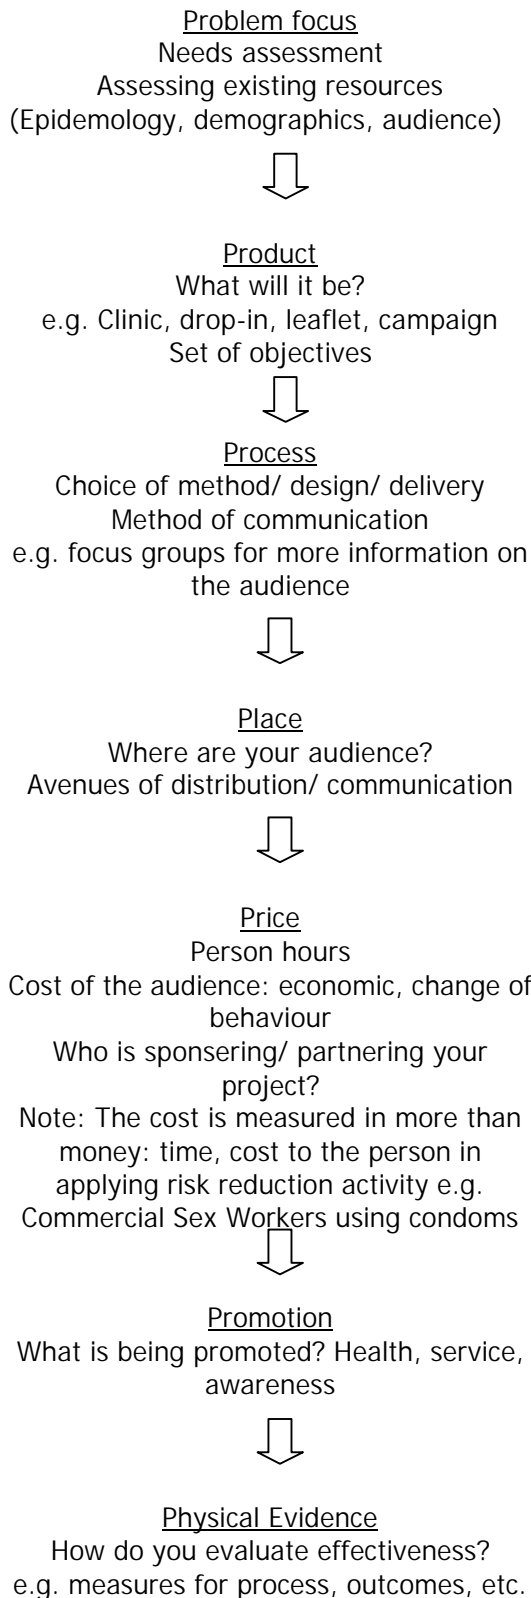 Problem focus
Needs assessment
Assessing existing resources
(Epidemology, demographics, audience)
Product
What will it be?
e.g. Clinic, drop-in, leaflet, campaign
Set of objectives
Process
Choice of method/ design/ delivery
Method of communication
e.g. focus groups for more information on
the audience
Place
Where are your audience?
Avenues of distribution/ communication
Price
Person hours
Cost of the audience: economic, change of
behaviour
Who is sponsering/ partnering your
project?
Note: The cost is measured in more than
money: time, cost to the person in
applying risk reduction activity e.g.
Commercial Sex Workers using condoms
Promotion
What is being promoted? Health, service,
awareness
Physical Evidence
How do you evaluate effectiveness?
e.g. measures for process, outcomes, etc.